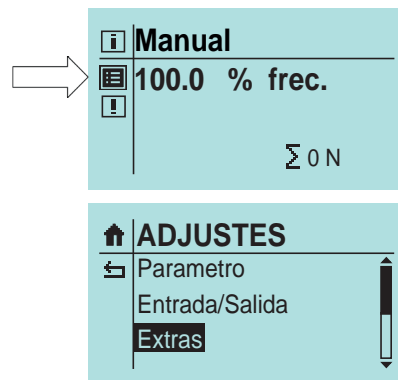 Manual
100.0 % frec.
Σ 0 N
ADJUSTES
Parametro
Entrada/Salida
Extras